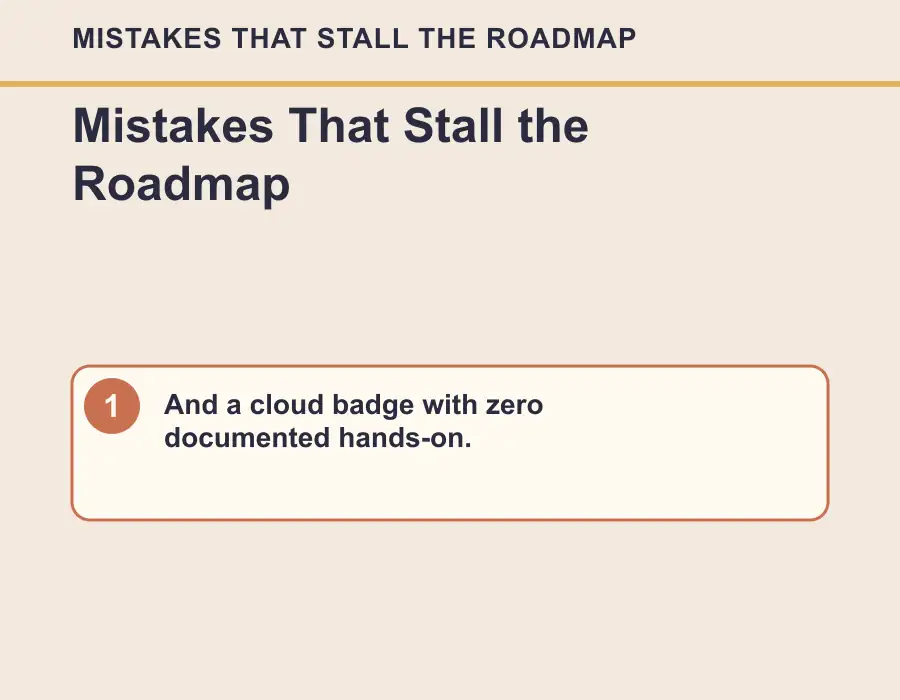 MISTAKES THAT STALL THE ROADMAP
Mistakes That Stall the
Roadmap
1
And a cloud badge with zero
documented hands-on.